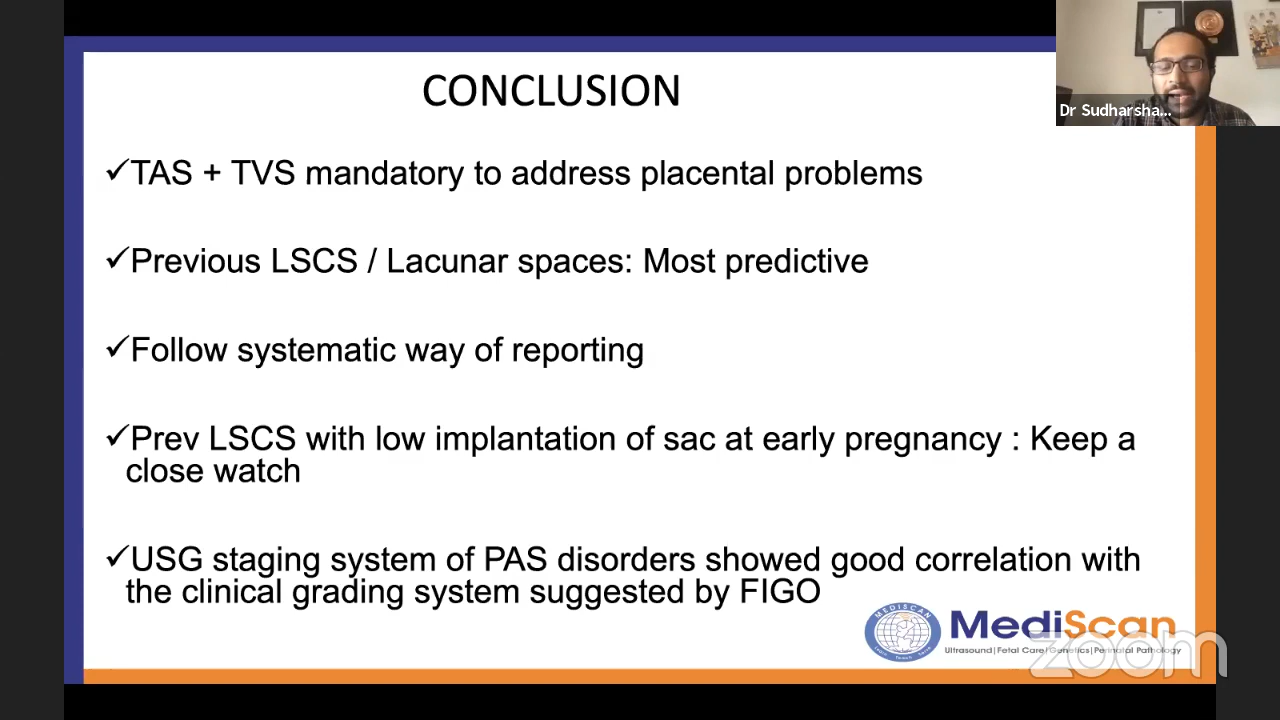 CONCLUSION
Dr Sudharsha...
✓TAS + TVS mandatory to address placental problems
✓Previous LSCS / Lacunar spaces: Most predictive
✓Follow systematic way of reporting
✓Prev LSCS with low implantation of sac at early pregnancy : Keep a
close watch
✓USG staging system of PAS disorders showed good correlation with
the clinical grading system suggested by FIGO
MEDISCAN
MediScan
Ultrasound|Fetal Care|Genetics|Perinatal Pathology
zoom